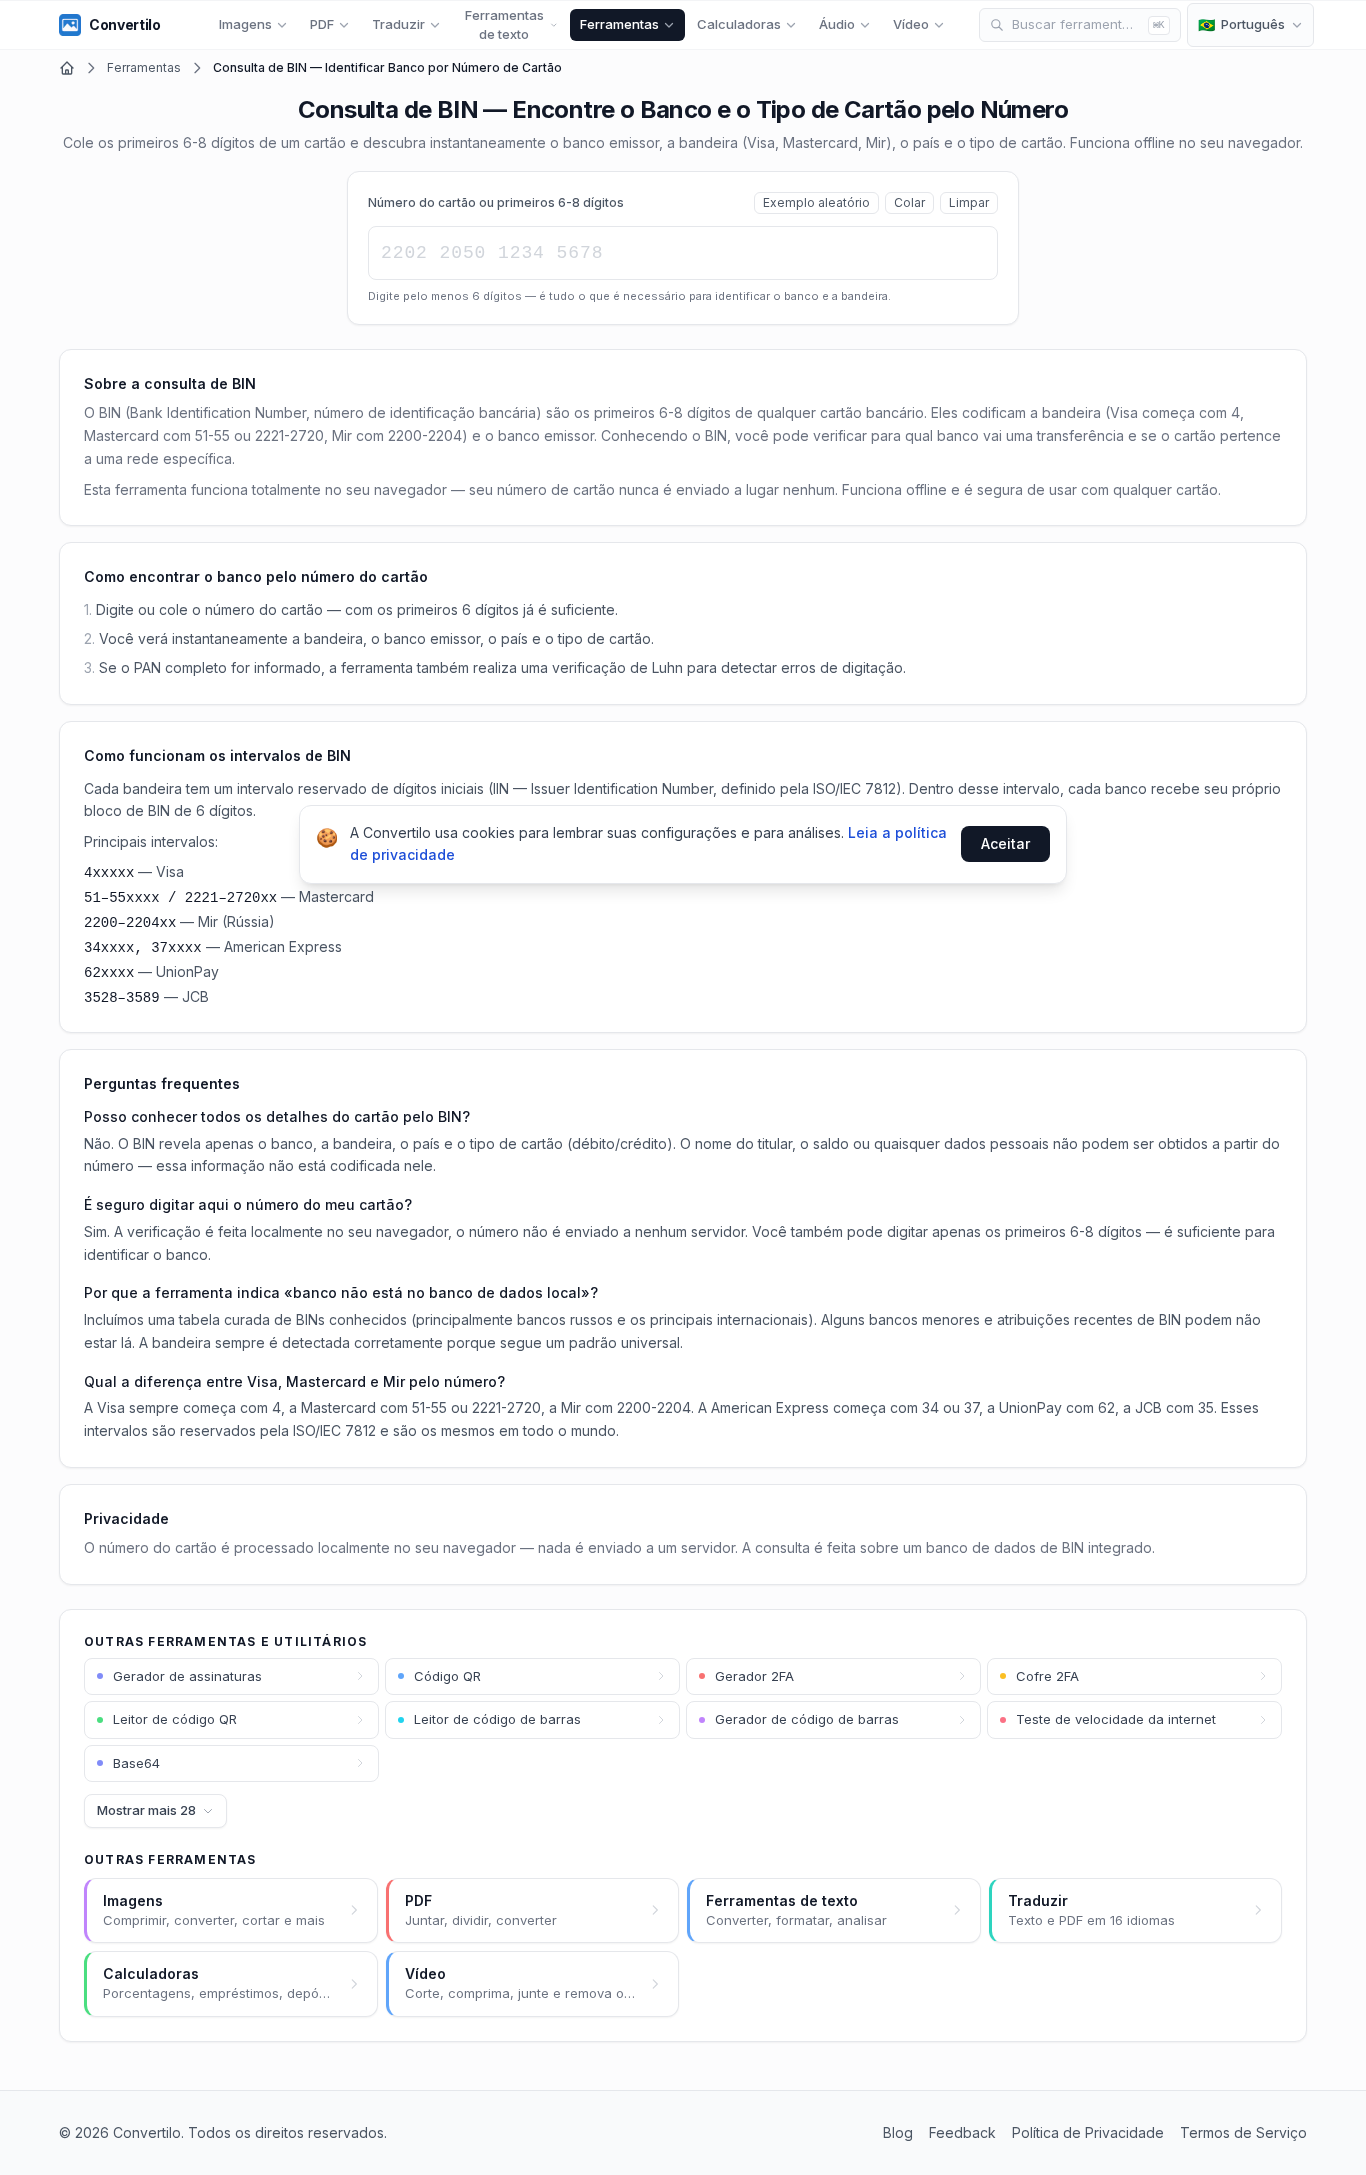 Convertilo
Imagens
PDF
Traduzir
Ferramentas de texto
Ferramentas
Calculadoras
Áudio
Vídeo
Buscar ferrament...
⌘K
🇧🇷 Português
Ferramentas
Consulta de BIN — Identificar Banco por Número de Cartão
Consulta de BIN — Encontre o Banco e o Tipo de Cartão pelo Número
Cole os primeiros 6-8 dígitos de um cartão e descubra instantaneamente o banco emissor, a bandeira (Visa, Mastercard, Mir), o país e o tipo de cartão. Funciona offline no seu navegador.
Número do cartão ou primeiros 6-8 dígitos
Exemplo aleatório
Colar
Limpar
2202 2050 1234 5678
Digite pelo menos 6 dígitos — é tudo o que é necessário para identificar o banco e a bandeira.
Sobre a consulta de BIN
O BIN (Bank Identification Number, número de identificação bancária) são os primeiros 6-8 dígitos de qualquer cartão bancário. Eles codificam a bandeira (Visa começa com 4,
Mastercard com 51-55 ou 2221-2720, Mir com 2200-2204) e o banco emissor. Conhecendo o BIN, você pode verificar para qual banco vai uma transferência e se o cartão pertence
a uma rede específica.
Esta ferramenta funciona totalmente no seu navegador — seu número de cartão nunca é enviado a lugar nenhum. Funciona offline e é segura de usar com qualquer cartão.
Como encontrar o banco pelo número do cartão
1. Digite ou cole o número do cartão — com os primeiros 6 dígitos já é suficiente.
2. Você verá instantaneamente a bandeira, o banco emissor, o país e o tipo de cartão.
3. Se o PAN completo for informado, a ferramenta também realiza uma verificação de Luhn para detectar erros de digitação.
Como funcionam os intervalos de BIN
Cada bandeira tem um intervalo reservado de dígitos iniciais (IIN — Issuer Identification Number, definido pela ISO/IEC 7812). Dentro desse intervalo, cada banco recebe seu próprio
bloco de BIN de 6 dígitos.
Principais intervalos:
4xxxxx — Visa
51–55xxxx / 2221–2720xx — Mastercard
2200–2204xx — Mir (Rússia)
34xxxx, 37xxxx — American Express
62xxxx — UnionPay
3528–3589 — JCB
A Convertilo usa cookies para lembrar suas configurações e para análises. Leia a política
de privacidade
Aceitar
Perguntas frequentes
Posso conhecer todos os detalhes do cartão pelo BIN?
Não. O BIN revela apenas o banco, a bandeira, o país e o tipo de cartão (débito/crédito). O nome do titular, o saldo ou quaisquer dados pessoais não podem ser obtidos a partir do
número — essa informação não está codificada nele.
É seguro digitar aqui o número do meu cartão?
Sim. A verificação é feita localmente no seu navegador, o número não é enviado a nenhum servidor. Você também pode digitar apenas os primeiros 6-8 dígitos — é suficiente para
identificar o banco.
Por que a ferramenta indica «banco não está no banco de dados local»?
Incluímos uma tabela curada de BINs conhecidos (principalmente bancos russos e os principais internacionais). Alguns bancos menores e atribuições recentes de BIN podem não
estar lá. A bandeira sempre é detectada corretamente porque segue um padrão universal.
Qual a diferença entre Visa, Mastercard e Mir pelo número?
A Visa sempre começa com 4, a Mastercard com 51-55 ou 2221-2720, a Mir com 2200-2204. A American Express começa com 34 ou 37, a UnionPay com 62, a JCB com 35. Esses
intervalos são reservados pela ISO/IEC 7812 e são os mesmos em todo o mundo.
Privacidade
O número do cartão é processado localmente no seu navegador — nada é enviado a um servidor. A consulta é feita sobre um banco de dados de BIN integrado.
OUTRAS FERRAMENTAS E UTILITÁRIOS
Gerador de assinaturas
Código QR
Gerador 2FA
Cofre 2FA
Leitor de código QR
Leitor de código de barras
Gerador de código de barras
Teste de velocidade da internet
Base64
Mostrar mais 28
OUTRAS FERRAMENTAS
Imagens
Comprimir, converter, cortar e mais
PDF
Juntar, dividir, converter
Ferramentas de texto
Converter, formatar, analisar
Traduzir
Texto e PDF em 16 idiomas
Calculadoras
Porcentagens, empréstimos, depó...
Vídeo
Corte, comprima, junte e remova o...
© 2026 Convertilo. Todos os direitos reservados.
Blog
Feedback
Política de Privacidade
Termos de Serviço